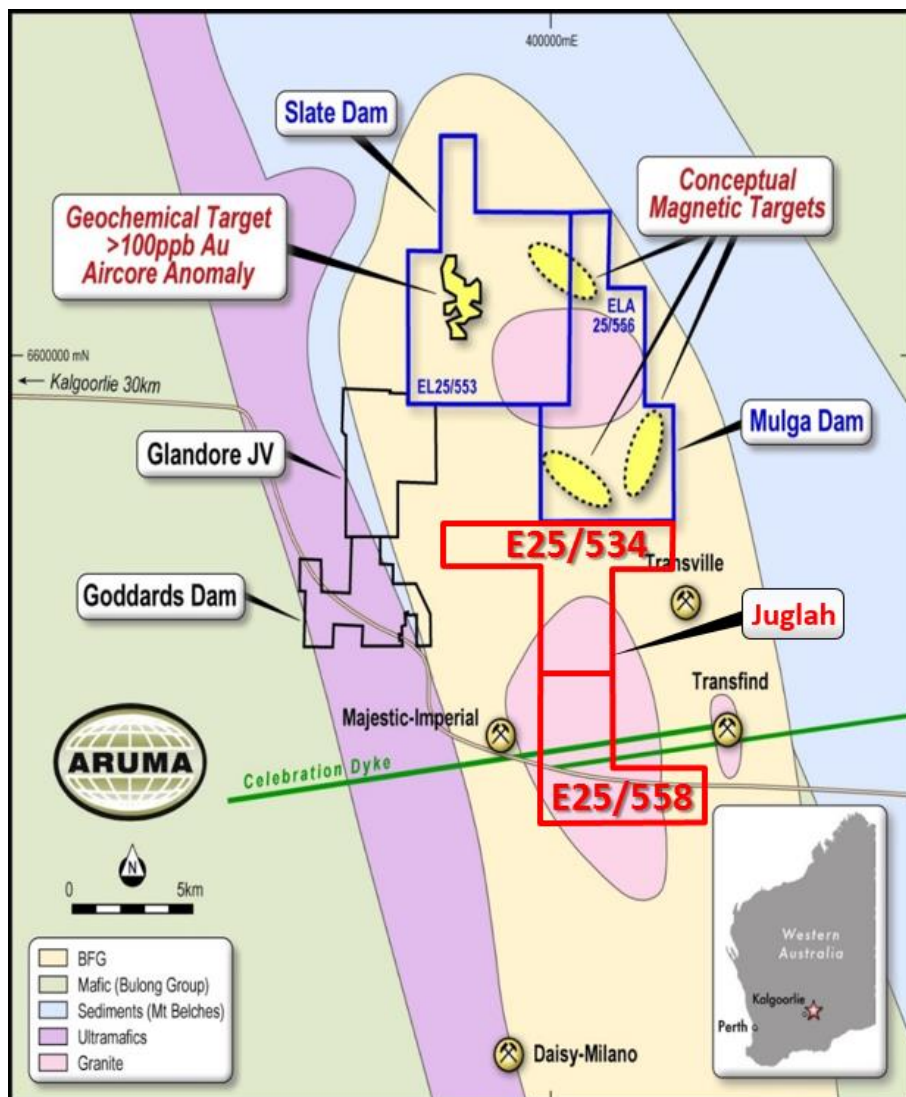 400000mE
Slate Dam
Conceptual
Magnetic Targets
Geochemical Target
>100ppb Au
Aircore Anomaly
ELA
25/556
6600000 mN
← Kalgoorlie 30km
EL25/553
Mulga Dam
Glandore JV
E25/534
Transville
Goddards Dam
Juglah
Transfind
Majestic-Imperial
ARUMA
Celebration Dyke
E25/558
N
0 5km
BFG
Mafic (Bulong Group)
Sediments (Mt Belches)
Ultramafics
Granite
Western
Australia
Kalgoorlie
Perth
Daisy-Milano